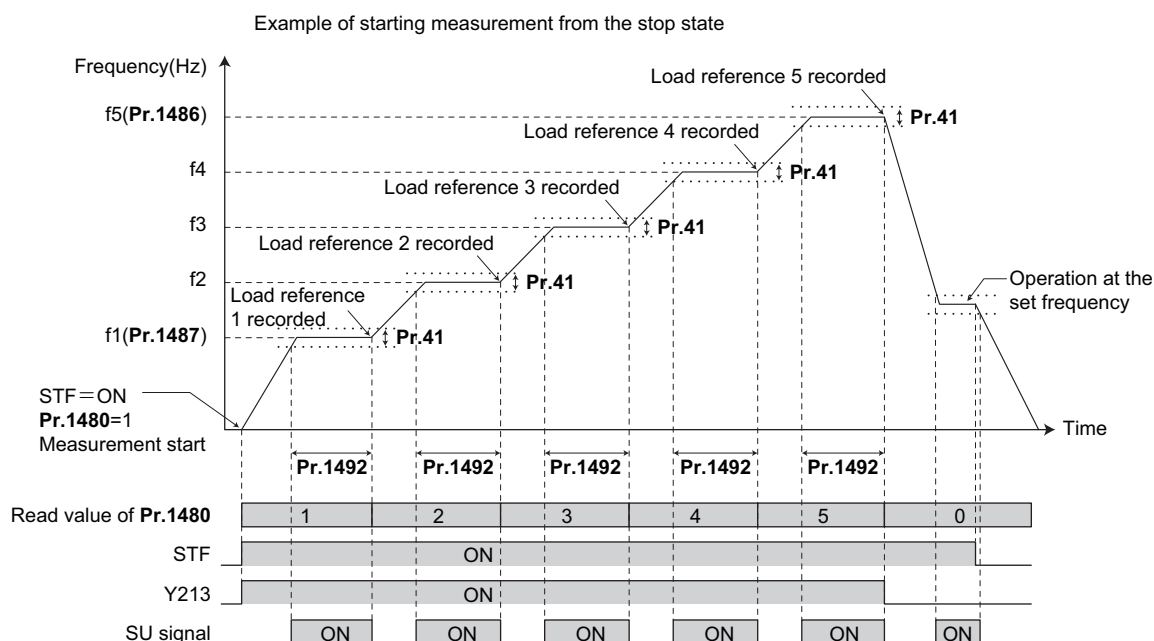 Example of starting measurement from the stop state
Frequency(Hz)
Load reference 5 recorded
f5(Pr.1486)
Pr.41
Load reference 4 recorded
f4
Pr.41
Load reference 3 recorded
f3
Pr.41
Load reference 2 recorded
f2
Pr.41
Operation at the
set frequency
Load reference
1 recorded
f1(Pr.1487)
Pr.41
STF=ON
Pr.1480=1
Measurement start
Time
Pr.1492 Pr.1492 Pr.1492 Pr.1492 Pr.1492
Read value of Pr.1480 1 2 3 4 5 0
STF ON
Y213 ON
SU signal ON ON ON ON ON ON